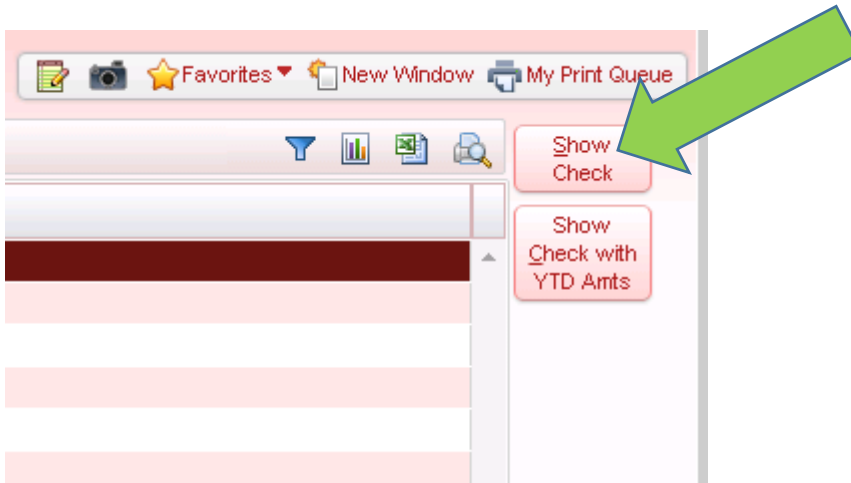 Favorites New Window My Print Queue
Show
Check
Show
Check with
YTD Amts